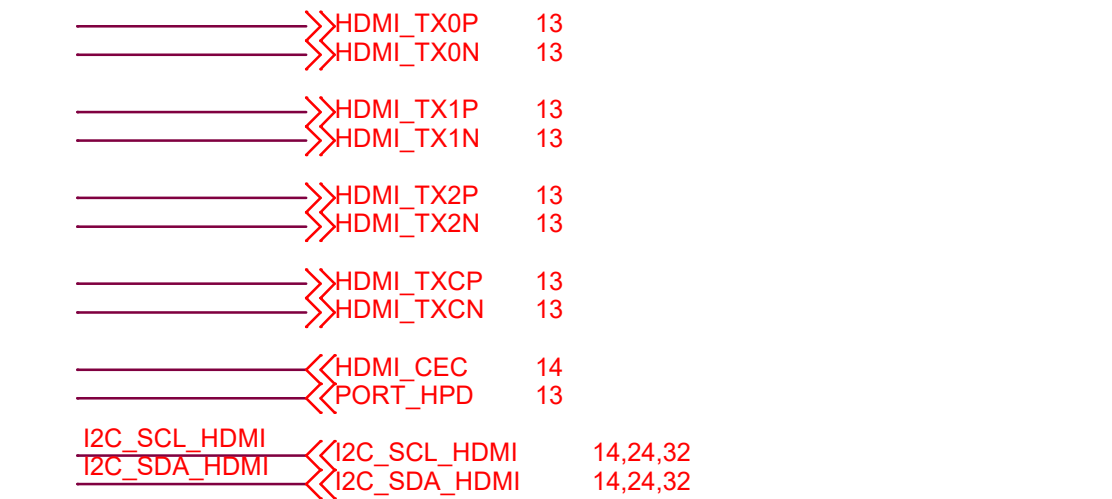 HDMI_TX0P 13
HDMI_TX0N 13
HDMI_TX1P 13
HDMI_TX1N 13
HDMI_TX2P 13
HDMI_TX2N 13
HDMI_TXCP 13
HDMI_TXCN 13
HDMI_CEC 14
PORT_HPD 13
I2C_SCL_HDMI
I2C_SCL_HDMI 14,24,32
I2C_SDA_HDMI
I2C_SDA_HDMI 14,24,32